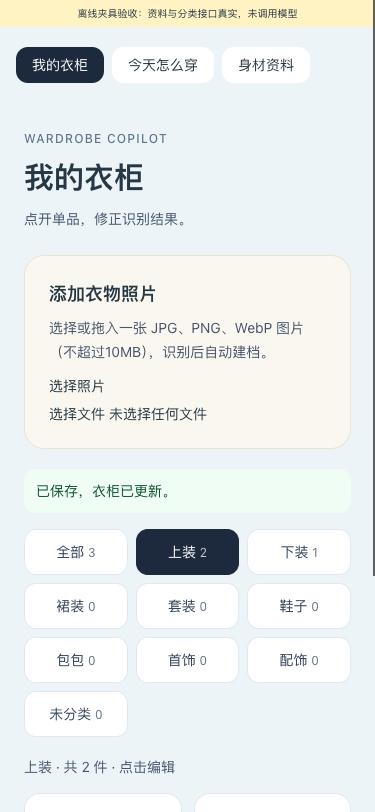 离线夹具验收：资料与分类接口真实，未调用模型
我的衣柜 今天怎么穿 身材资料
WARDROBE COPILOT
我的衣柜
点开单品，修正识别结果。
添加衣物照片
选择或拖入一张 JPG、PNG、WebP 图片
（不超过10MB），识别后自动建档。
选择照片
选择文件 未选择任何文件
已保存，衣柜已更新。
全部 3 上装 2 下装 1
裙装 0 套装 0 鞋子 0
包包 0 首饰 0 配饰 0
未分类 0
上装 · 共 2 件 · 点击编辑